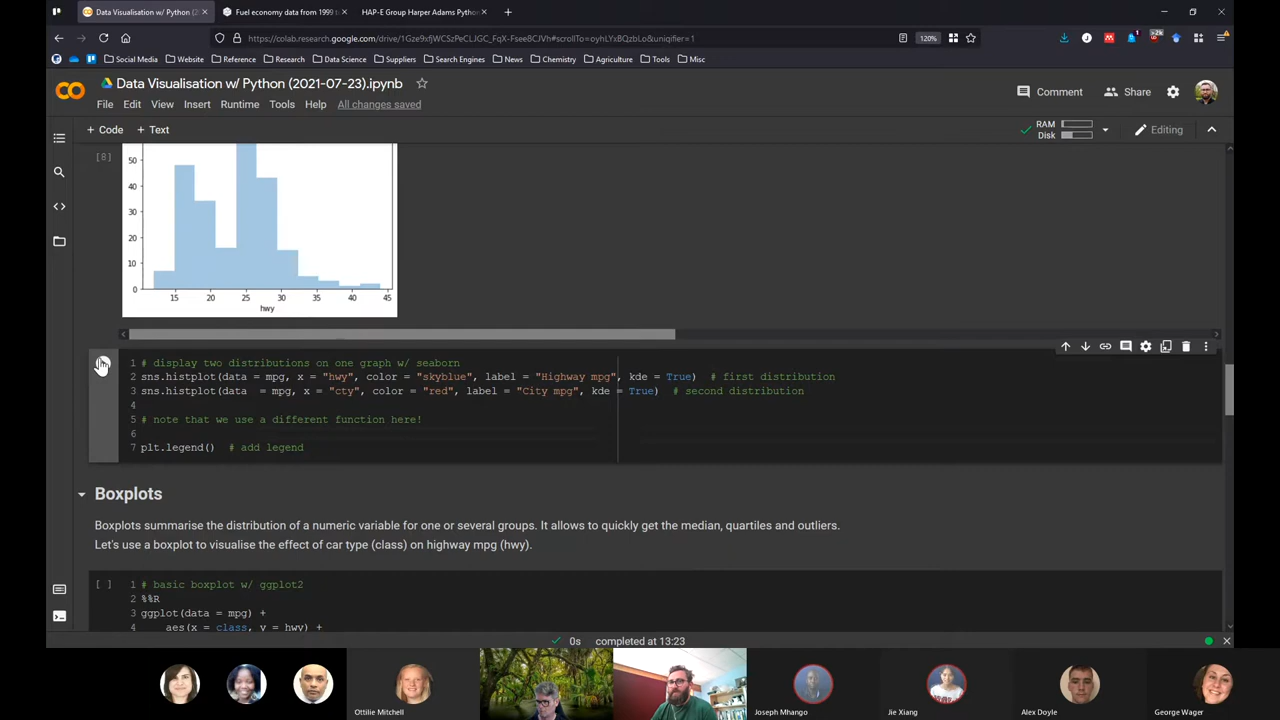 Data Visualisation w/ Python (2
Fuel economy data from 1999 t
HAP-E Group Harper Adams Python
https://colab.research.google.com/drive/1Gze9xfjWCSzPeCLJGC_FqX-Fsee8CJVh#scrollTo=oyhLYxBQzbLo&uniqifier=1
120%
Social Media Website Reference Research Data Science Cloudstores Publishers Search Engines News Chemistry Agriculture Tools Misc
Data Visualisation w/ Python (2021-07-23).ipynb
File Edit View Insert Runtime Tools Help All changes saved
Comment Share
+ Code + Text
RAM
Disk
Editing
[8]
50
40
30
20
10
0
15 20 25 30 35 40 45
hwy
1 # display two distributions on one graph w/ seaborn
2 sns.histplot(data = mpg, x = "hwy", color = "skyblue", label = "Highway mpg", kde = True) # first distribution
3 sns.histplot(data  = mpg, x = "cty", color = "red", label = "City mpg", kde = True) # second distribution
4
5 # note that we use a different function here!
6
7 plt.legend() # add legend
Boxplots
Boxplots summarise the distribution of a numeric variable for one or several groups. It allows to quickly get the median, quartiles and outliers.
Let's use a boxplot to visualise the effect of car type (class) on highway mpg (hwy).
[ ] 1 # basic boxplot w/ ggplot2
2 %%R
3 ggplot(data = mpg) +
4 aes(x = class, y = hwy) +
0s completed at 13:23
Ottilie Mitchell
Joseph Mhango
Jie Xiang
Alex Doyle
George Wager